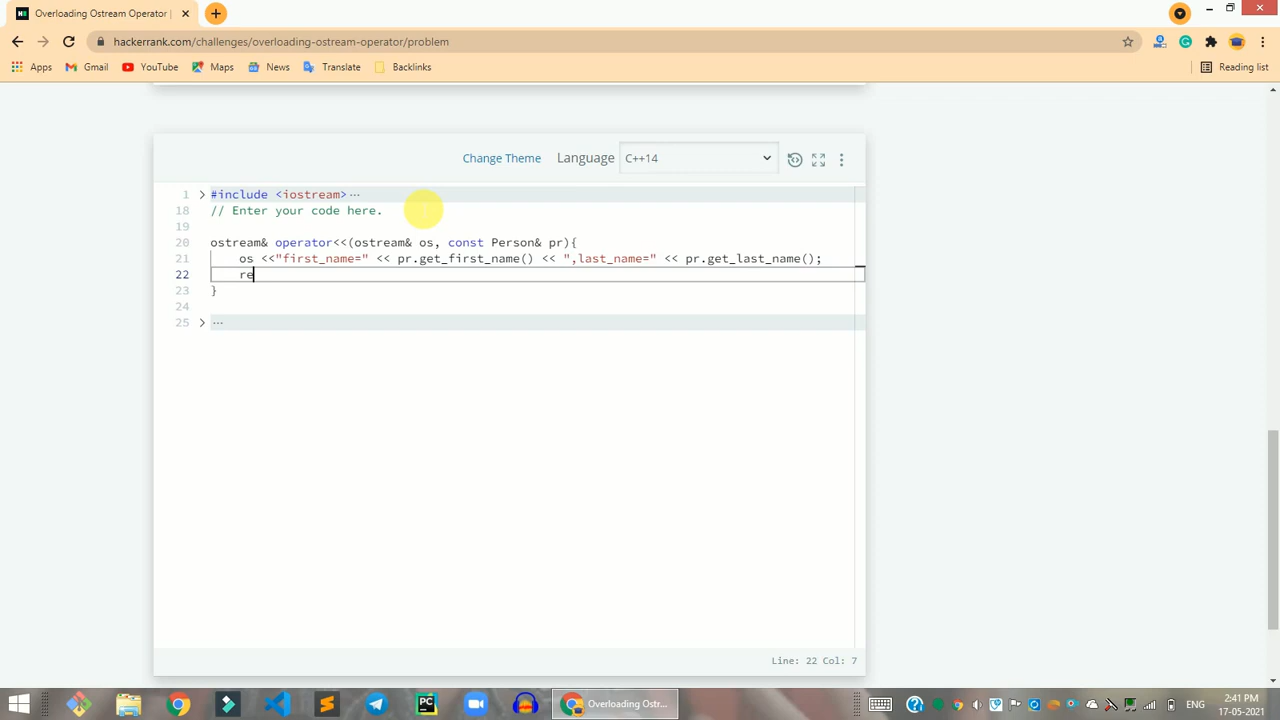 Overloading Ostream Operator |
hackerrank.com/challenges/overloading-ostream-operator/problem
Apps Gmail YouTube Maps News Translate Backlinks Reading list
Change Theme Language C++14
1 #include <iostream> ...
18 // Enter your code here.
19
20 ostream& operator<<(ostream& os, const Person& pr){
21 os <<"first_name=" << pr.get_first_name() << ",last_name=" << pr.get_last_name();
22 re
23 }
24
25 ...
Line: 22 Col: 7
Overloading Ostr...
ENG
2:41 PM
17-05-2021